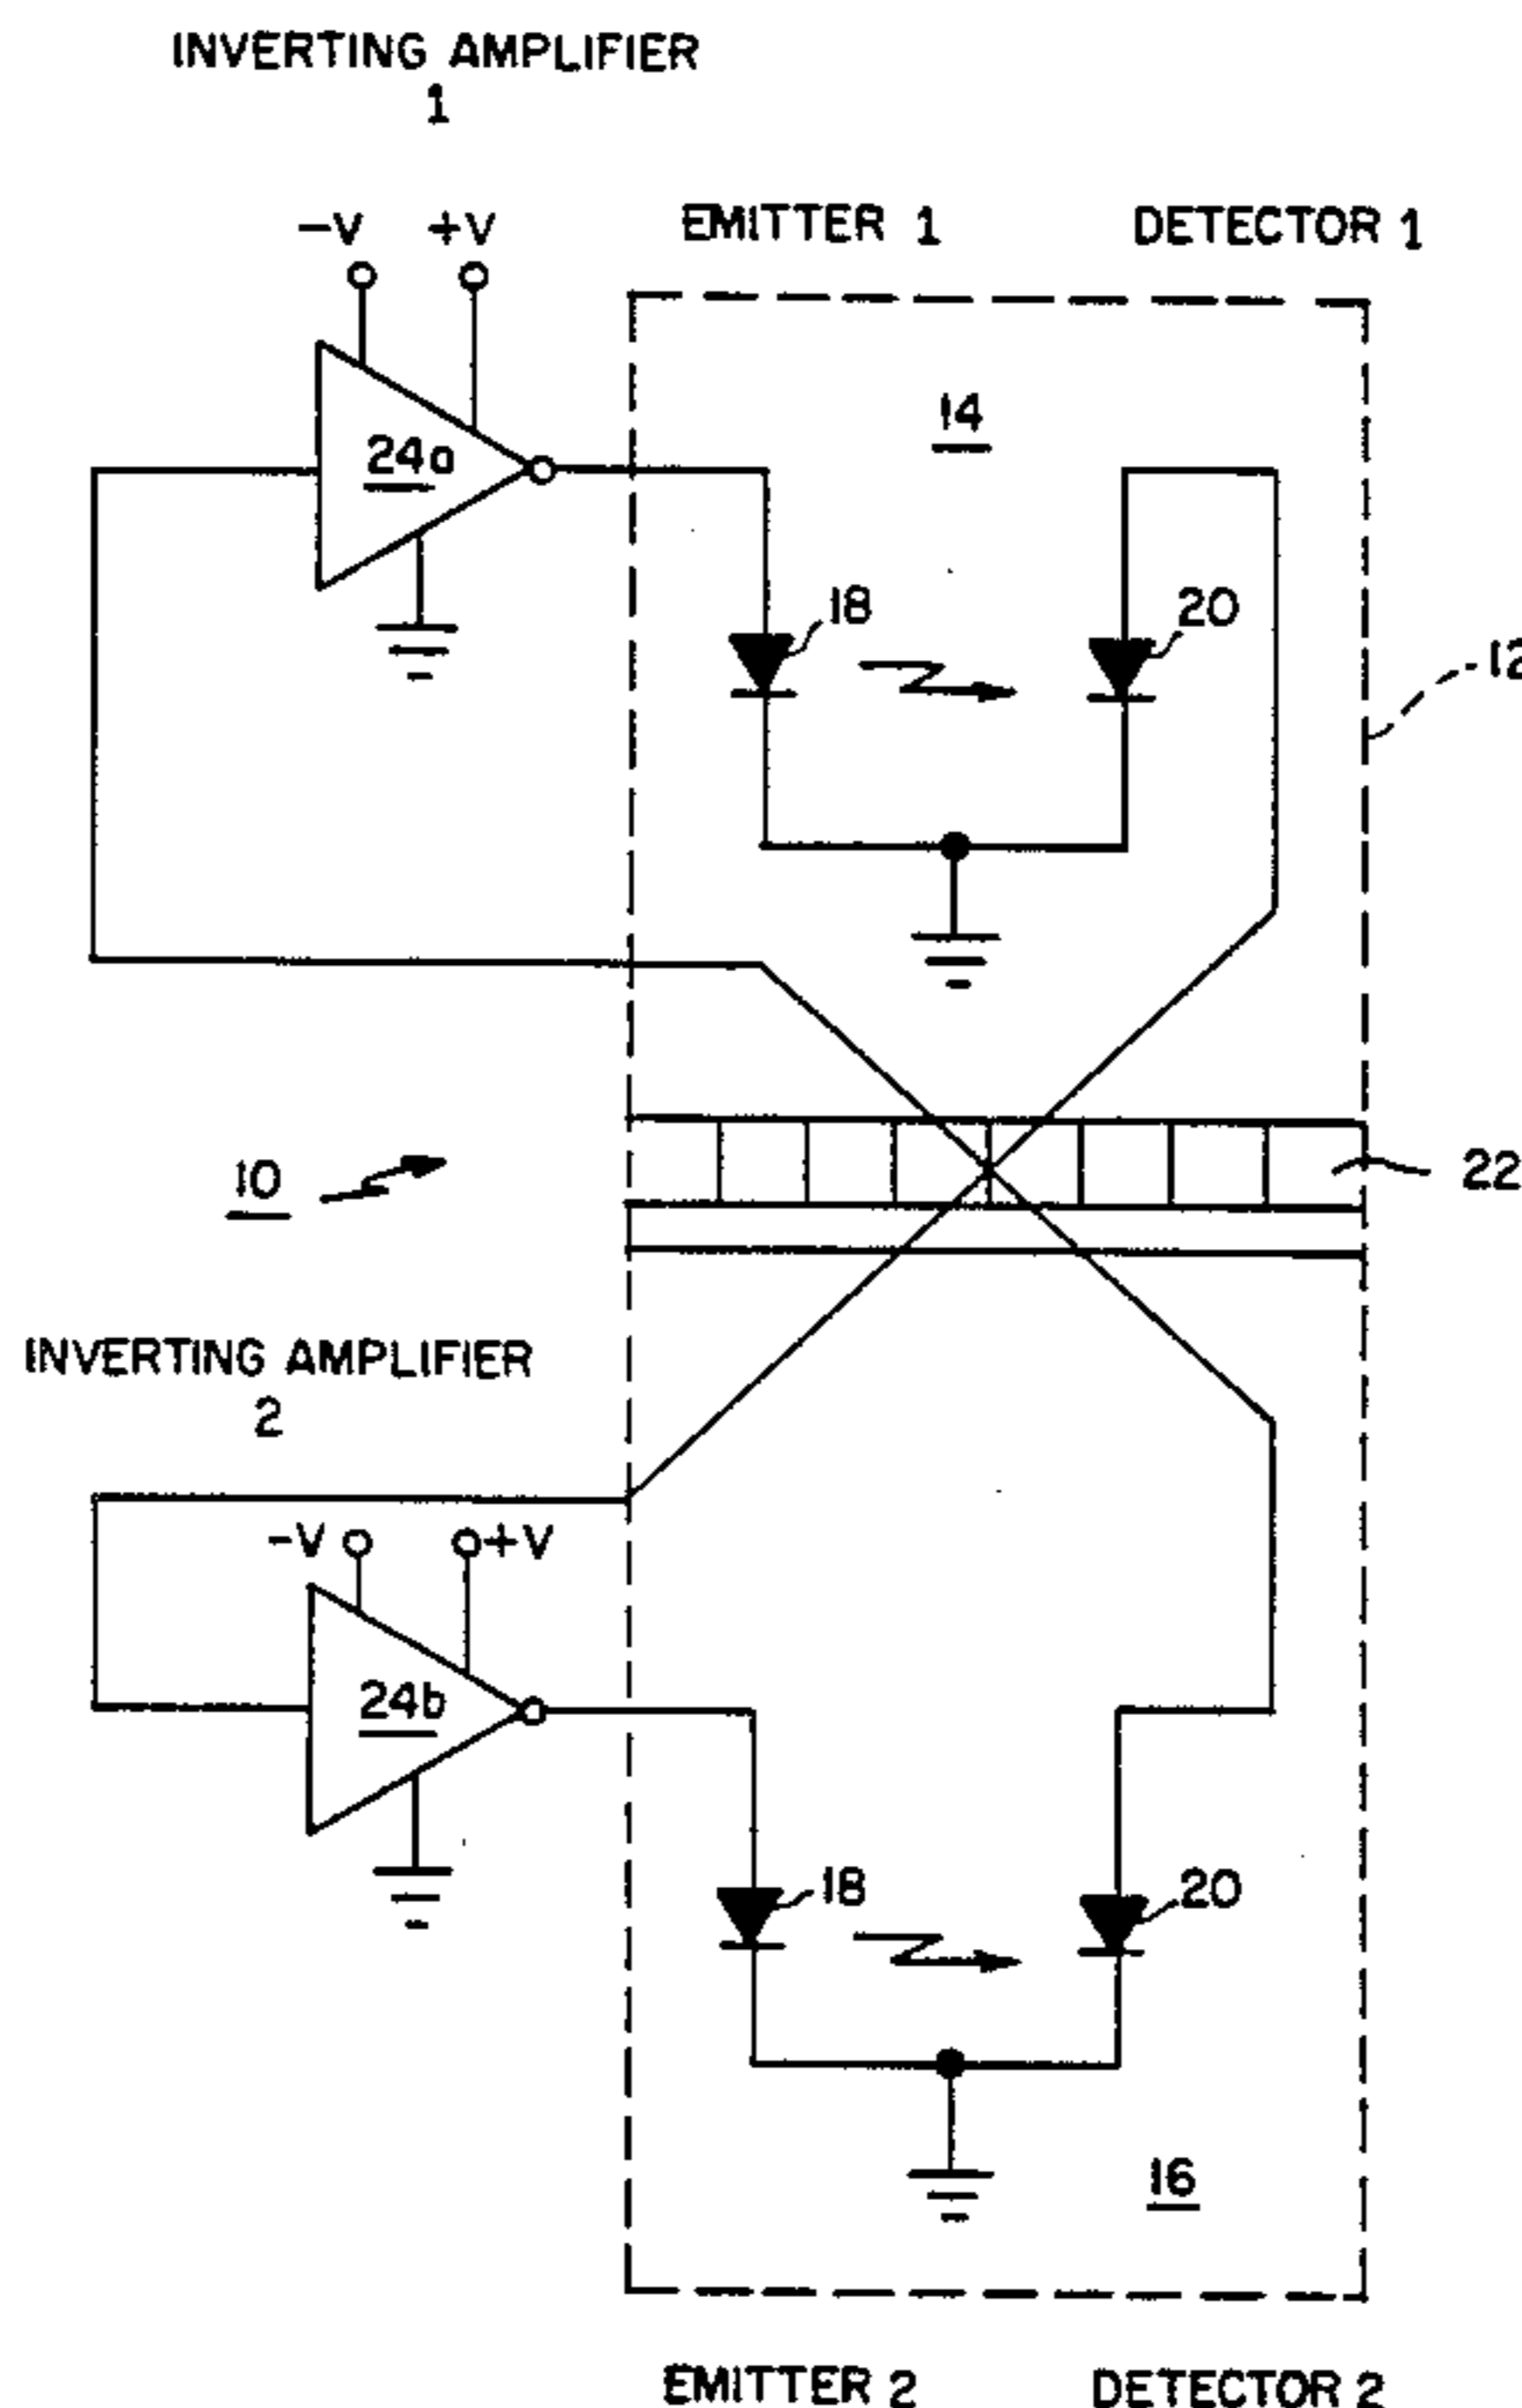 INVERTING AMPLIFIER
1
-V +V
EMITTER 1
DETECTOR 1
14
24a
18
20
12
10
22
INVERTING AMPLIFIER
2
-V +V
24b
18
20
16
EMITTER 2
DETECTOR 2